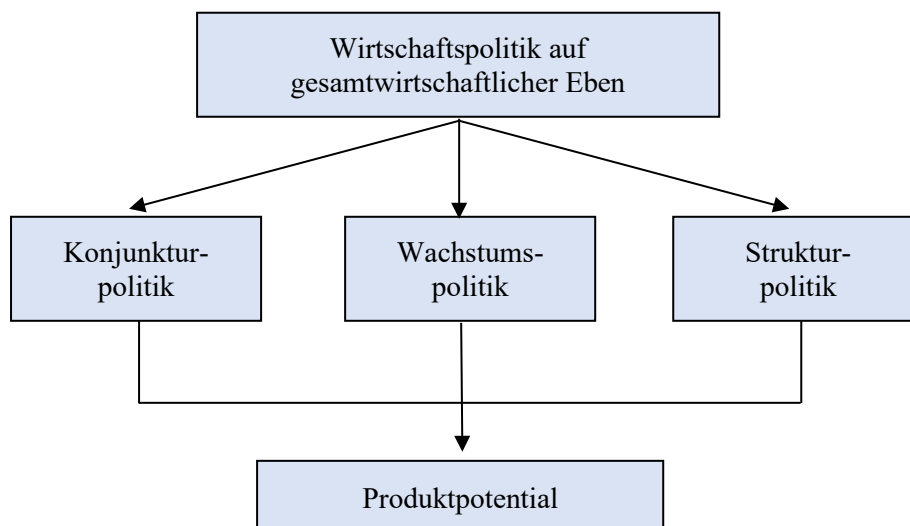 Wirtschaftspolitik auf
gesamtwirtschaftlicher Eben
Konjunktur-
politik
Wachstums-
politik
Struktur-
politik
Produktpotential